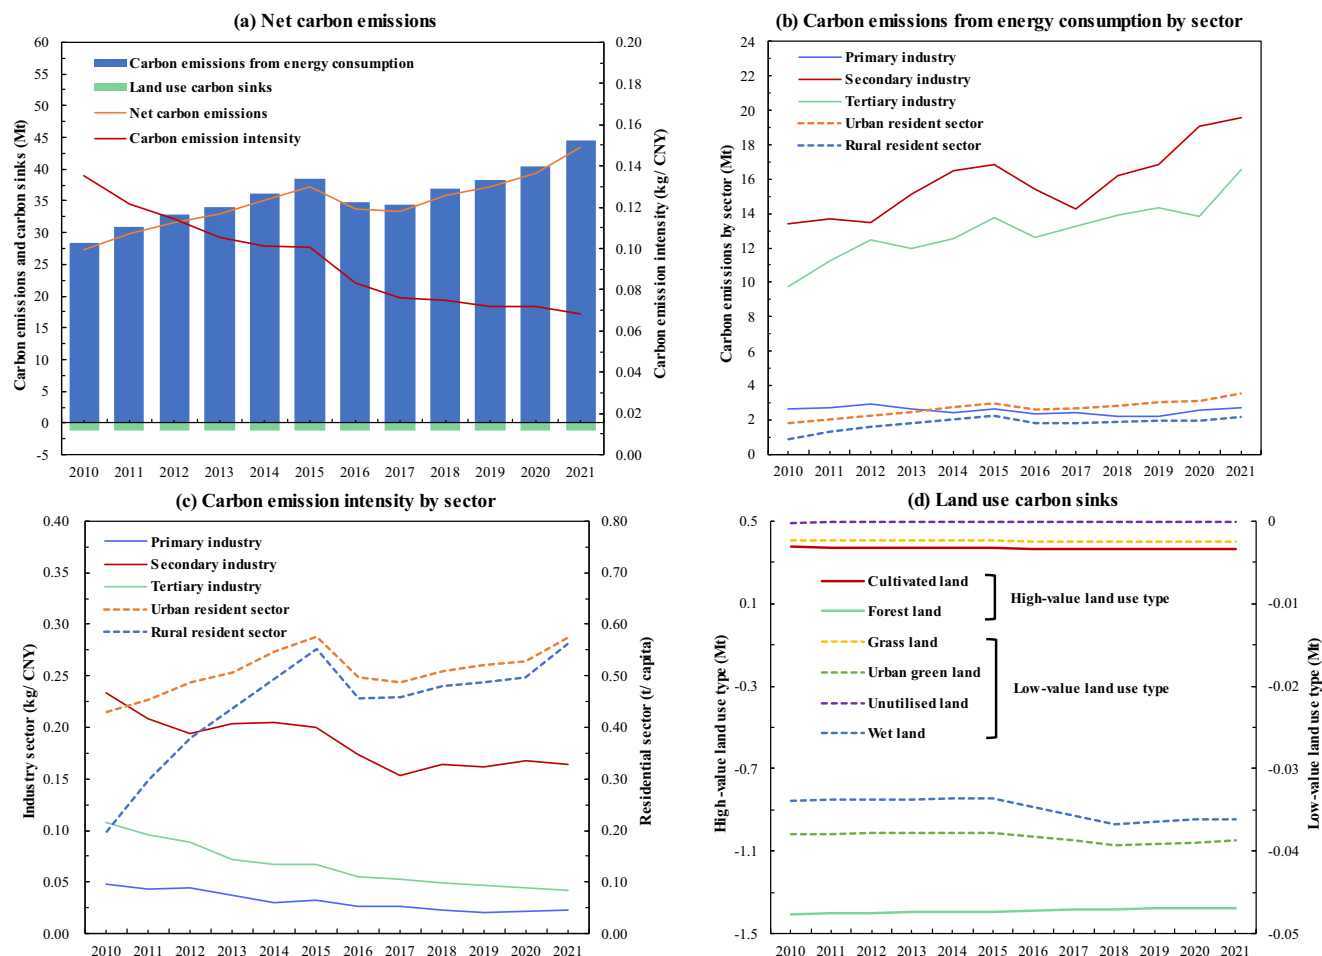 (a) Net carbon emissions
60
55
50
45
40
35
30
25
20
15
10
5
0
-5
Carbon emissions and carbon sinks (Mt)
Carbon emissions from energy consumption
Land use carbon sinks
Net carbon emissions
Carbon emission intensity
0.20
0.18
0.16
0.14
0.12
0.10
0.08
0.06
0.04
0.02
0.00
Carbon emission intensity (kg/ CNY)
2010 2011 2012 2013 2014 2015 2016 2017 2018 2019 2020 2021
(b) Carbon emissions from energy consumption by sector
24
22
20
18
16
14
12
10
8
6
4
2
0
Carbon emissions by sector (Mt)
Primary industry
Secondary industry
Tertiary industry
Urban resident sector
Rural resident sector
2010 2011 2012 2013 2014 2015 2016 2017 2018 2019 2020 2021
(c) Carbon emission intensity by sector
0.40
0.35
0.30
0.25
0.20
0.15
0.10
0.05
0.00
Industry sector (kg/ CNY)
Primary industry
Secondary industry
Tertiary industry
Urban resident sector
Rural resident sector
0.80
0.70
0.60
0.50
0.40
0.30
0.20
0.10
0.00
Residential sector (t/ capita)
2010 2011 2012 2013 2014 2015 2016 2017 2018 2019 2020 2021
(d) Land use carbon sinks
0.5
0.1
-0.3
-0.7
-1.1
-1.5
High-value land use type (Mt)
Cultivated land
Forest land
High-value land use type
Grass land
Urban green land
Unutilised land
Wet land
Low-value land use type
0
-0.01
-0.02
-0.03
-0.04
-0.05
Low-value land use type (Mt)
2010 2011 2012 2013 2014 2015 2016 2017 2018 2019 2020 2021